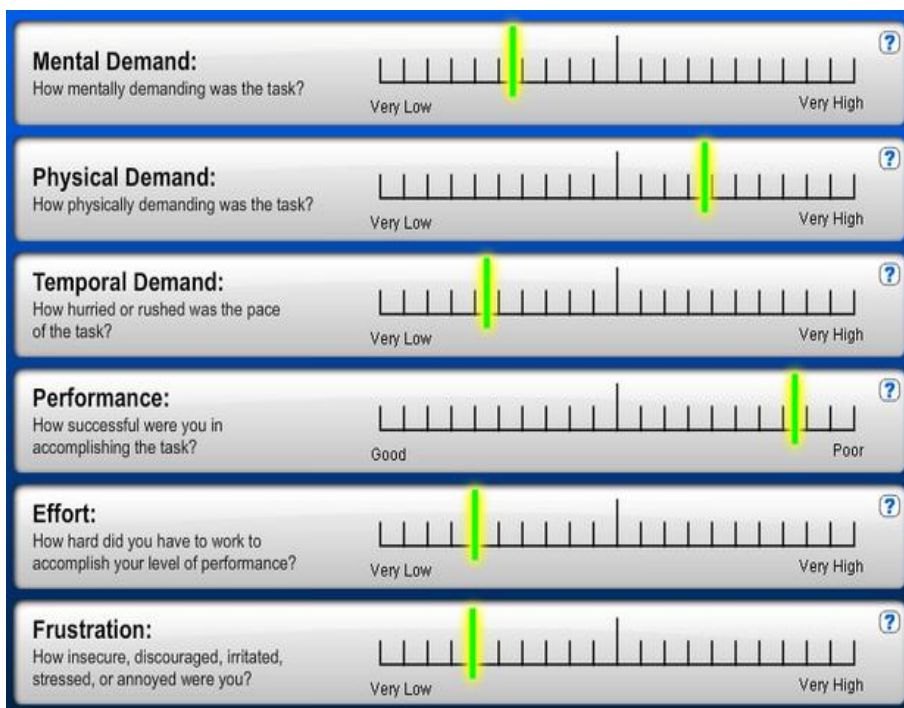 Mental Demand:
How mentally demanding was the task?
Very Low
Very High
?
Physical Demand:
How physically demanding was the task?
Very Low
Very High
?
Temporal Demand:
How hurried or rushed was the pace
of the task?
Very Low
Very High
?
Performance:
How successful were you in
accomplishing the task?
Good
Poor
?
Effort:
How hard did you have to work to
accomplish your level of performance?
Very Low
Very High
?
Frustration:
How insecure, discouraged, irritated,
stressed, or annoyed were you?
Very Low
Very High
?